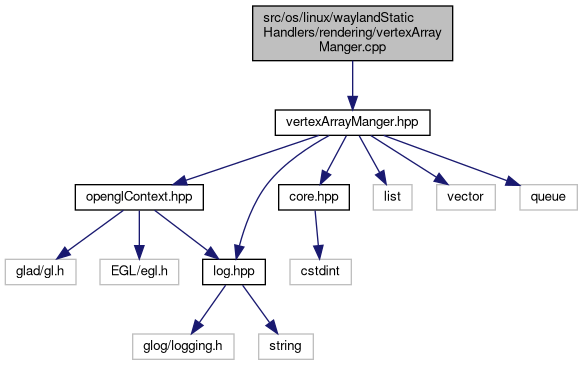 src/os/linux/waylandStatic
Handlers/rendering/vertexArray
Manger.cpp
vertexArrayManger.hpp
openglContext.hpp
core.hpp
list
vector
queue
glad/gl.h
EGL/egl.h
log.hpp
cstdint
glog/logging.h
string